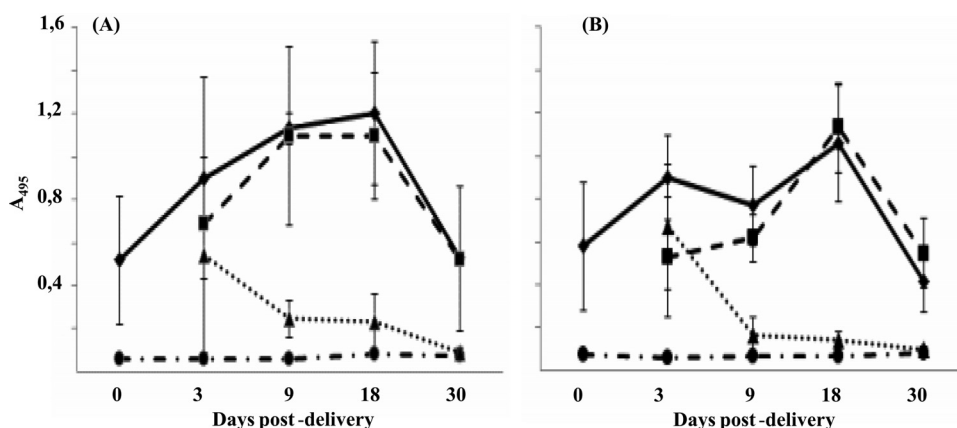 (A)
(B)
1,6
1,2
0,8
0,4
A495
0 3 9 18 30
0 3 9 18 30
Days post -delivery
Days post -delivery